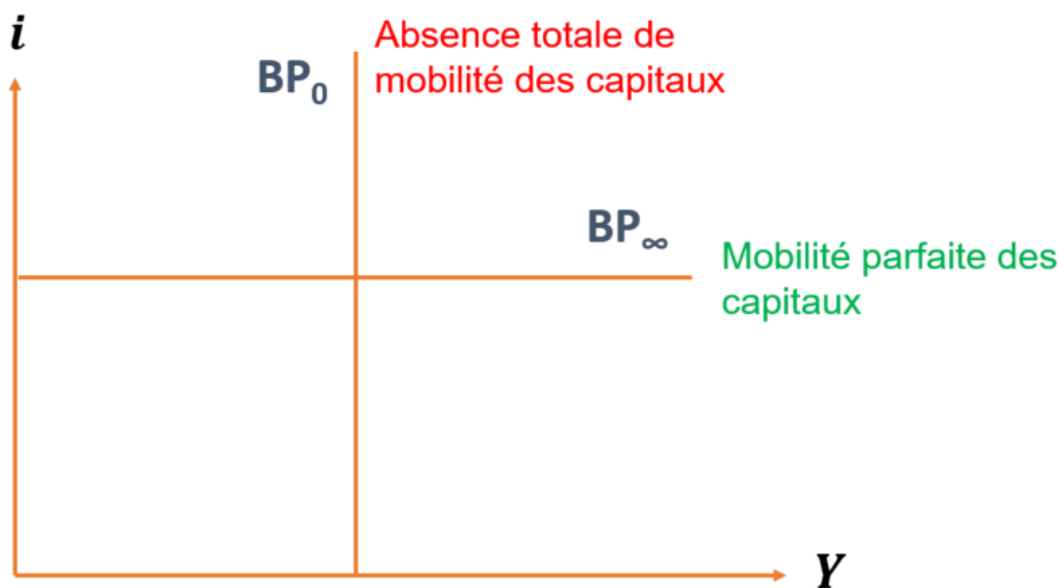 i
Absence totale de
mobilité des capitaux
BP₀
BP∞
Mobilité parfaite des
capitaux
Y